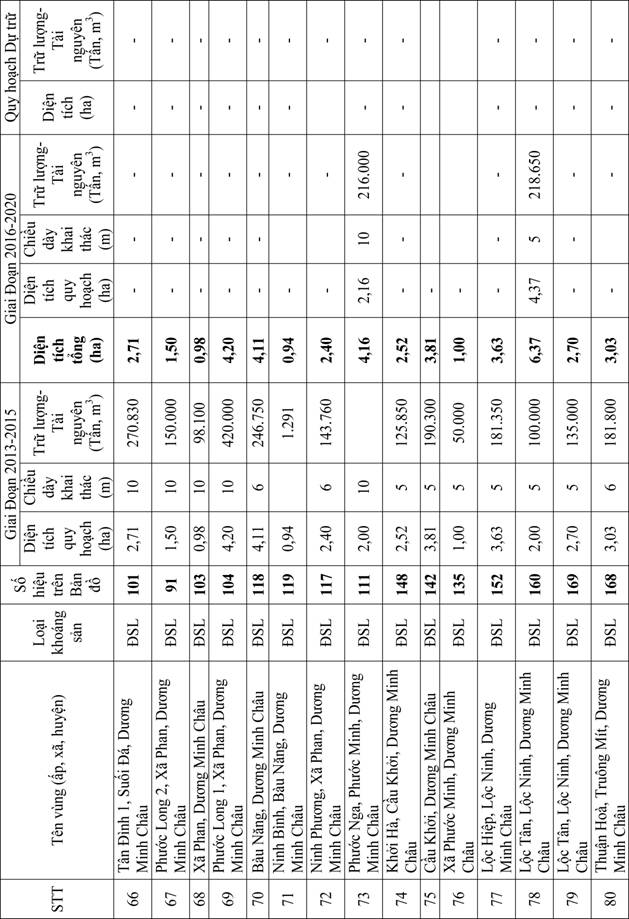 STT | Tên vùng (ấp, xã, huyện) | Loại khoáng sản | Số hiệu trên Bản đồ | Giai Đoạn 2013-2015 | Diện tích tổng (ha) | Giai Đoạn 2016-2020 | Quy hoạch Dự trữ
Diện tích quy hoạch (ha) | Chiều dày khai thác (m) | Trữ lượng-Tài nguyên (Tấn, m³) | Diện tích quy hoạch (ha) | Chiều dày khai thác (m) | Trữ lượng-Tài nguyên (Tấn, m³) | Diện tích (ha) | Trữ lượng-Tài nguyên (Tấn, m³)
66 | Tân Đình 1, Suối Đá, Dương Minh Châu | ĐSL | 101 | 2,71 | 10 | 270.830 | 2,71 | - | - | - | - | -
67 | Phước Long 2, Xã Phan, Dương Minh Châu | ĐSL | 91 | 1,50 | 10 | 150.000 | 1,50 | - | - | - | - | -
68 | Xã Phan, Dương Minh Châu | ĐSL | 103 | 0,98 | 10 | 98.100 | 0,98 | - | - | - | - | -
69 | Phước Long 1, Xã Phan, Dương Minh Châu | ĐSL | 104 | 4,20 | 10 | 420.000 | 4,20 | - | - | - | - | -
70 | Bàu Năng, Dương Minh Châu | ĐSL | 118 | 4,11 | 6 | 246.750 | 4,11 | - | - | - | - | -
71 | Ninh Bình, Bàu Năng, Dương Minh Châu | ĐSL | 119 | 0,94 | | 1.291 | 0,94 | - | - | - | - | -
72 | Ninh Phương, Xã Phan, Dương Minh Châu | ĐSL | 117 | 2,40 | 6 | 143.760 | 2,40 | - | - | - | - | -
73 | Phước Nga, Phước Minh, Dương Minh Châu | ĐSL | 111 | 2,00 | 10 | | 4,16 | 2,16 | 10 | 216.000 | - | -
74 | Khởi Hà, Cầu Khởi, Dương Minh Châu | ĐSL | 148 | 2,52 | 5 | 125.850 | 2,52 | - | - | - | - | -
75 | Cầu Khởi, Dương Minh Châu | ĐSL | 142 | 3,81 | 5 | 190.300 | 3,81 | - | | | |
76 | Xã Phước Minh, Dương Minh Châu | ĐSL | 135 | 1,00 | 5 | 50.000 | 1,00 | - | - | - | - | -
77 | Lộc Hiệp, Lộc Ninh, Dương Minh Châu | ĐSL | 152 | 3,63 | 5 | 181.350 | 3,63 | - | - | - | - | -
78 | Lộc Tân, Lộc Ninh, Dương Minh Châu | ĐSL | 160 | 2,00 | 5 | 100.000 | 6,37 | 4,37 | 5 | 218.650 | - | -
79 | Lộc Tân, Lộc Ninh, Dương Minh Châu | ĐSL | 169 | 2,70 | 5 | 135.000 | 2,70 | - | - | - | - | -
80 | Thuận Hoà, Truông Mít, Dương Minh Châu | ĐSL | 168 | 3,03 | 6 | 181.800 | 3,03 | - | - | - | - | -